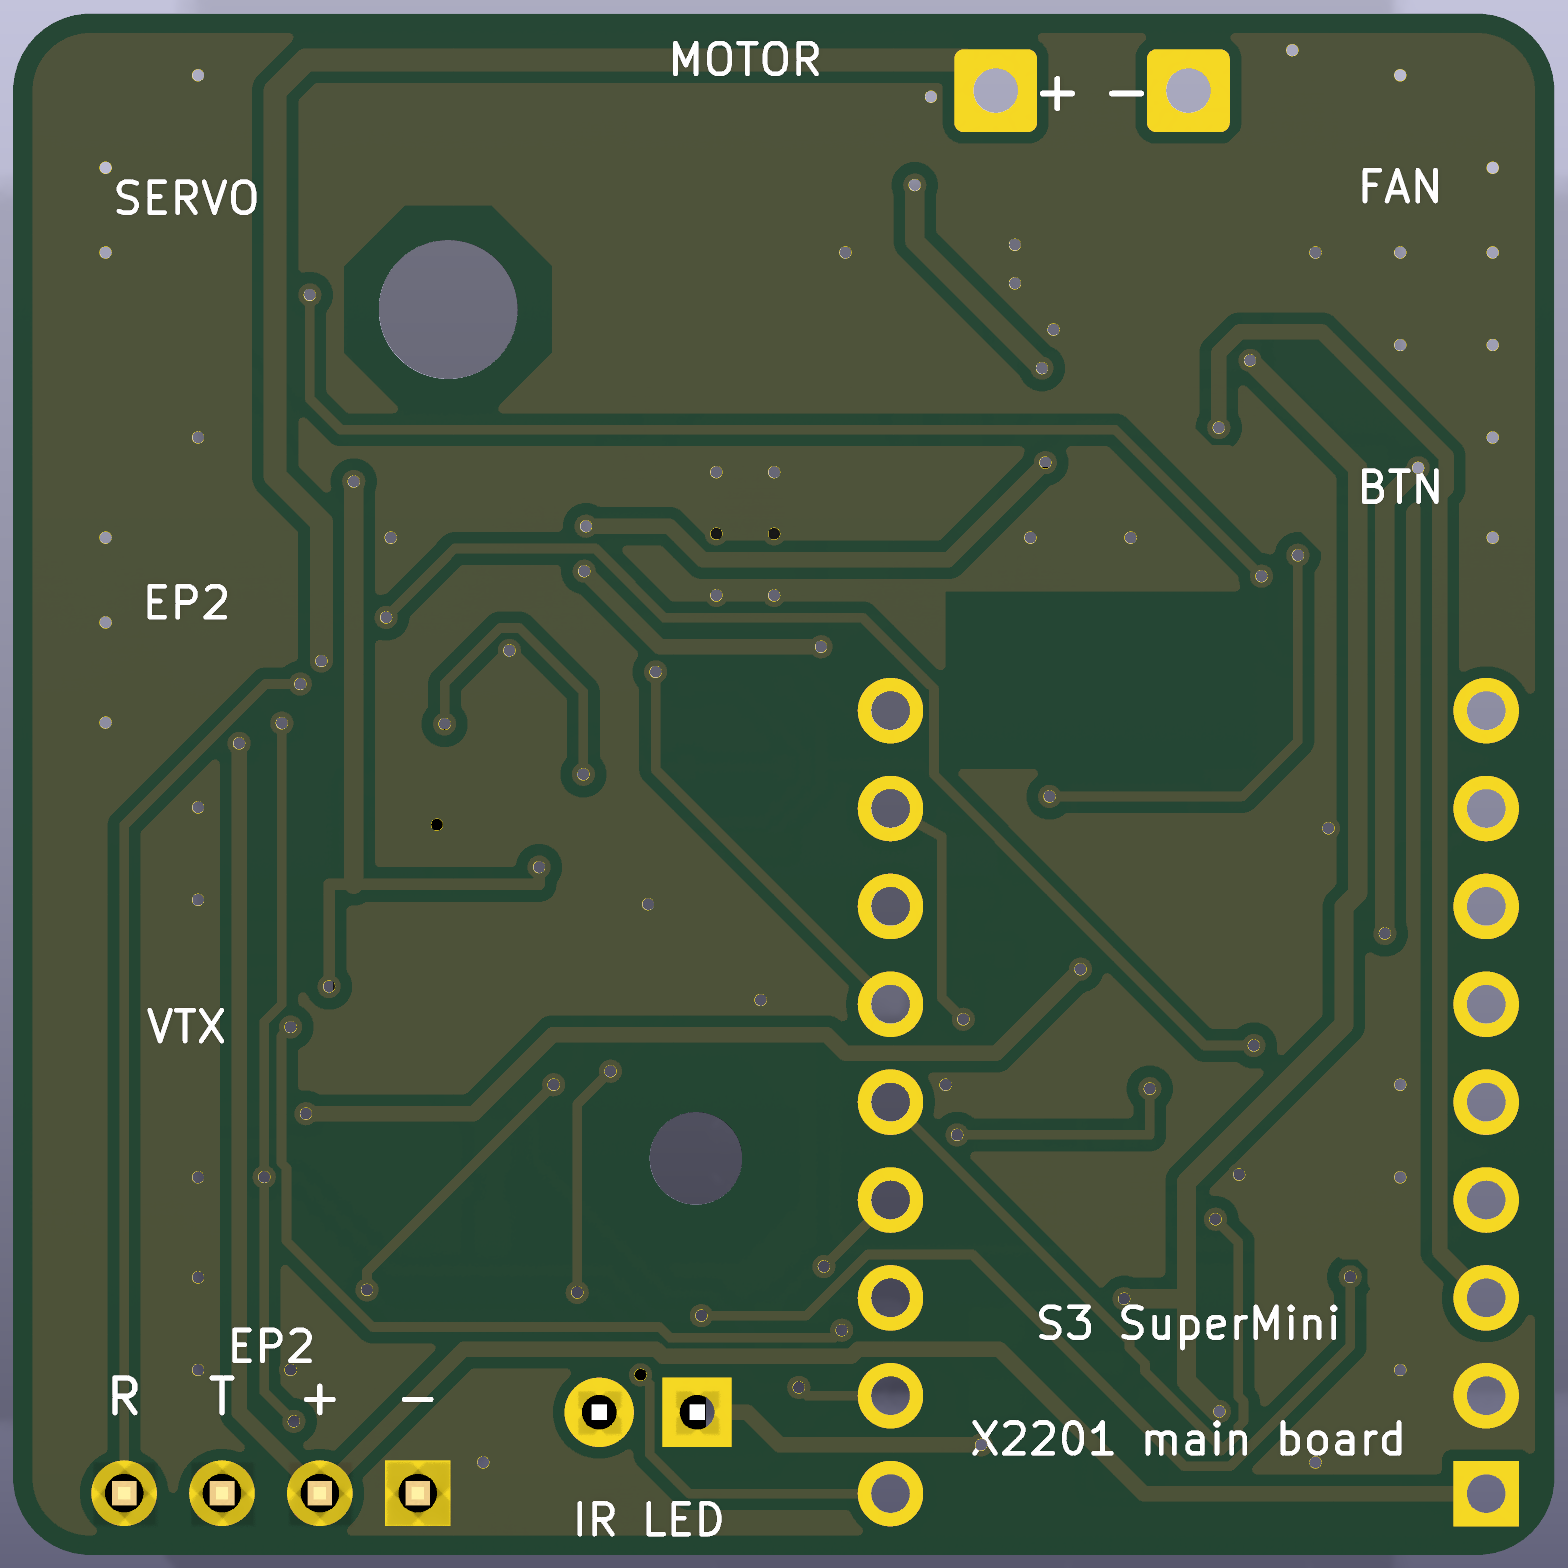 MOTOR
+ -
SERVO
FAN
BTN
EP2
VTX
S3 SuperMini
EP2
R T + -
X2201 main board
IR LED